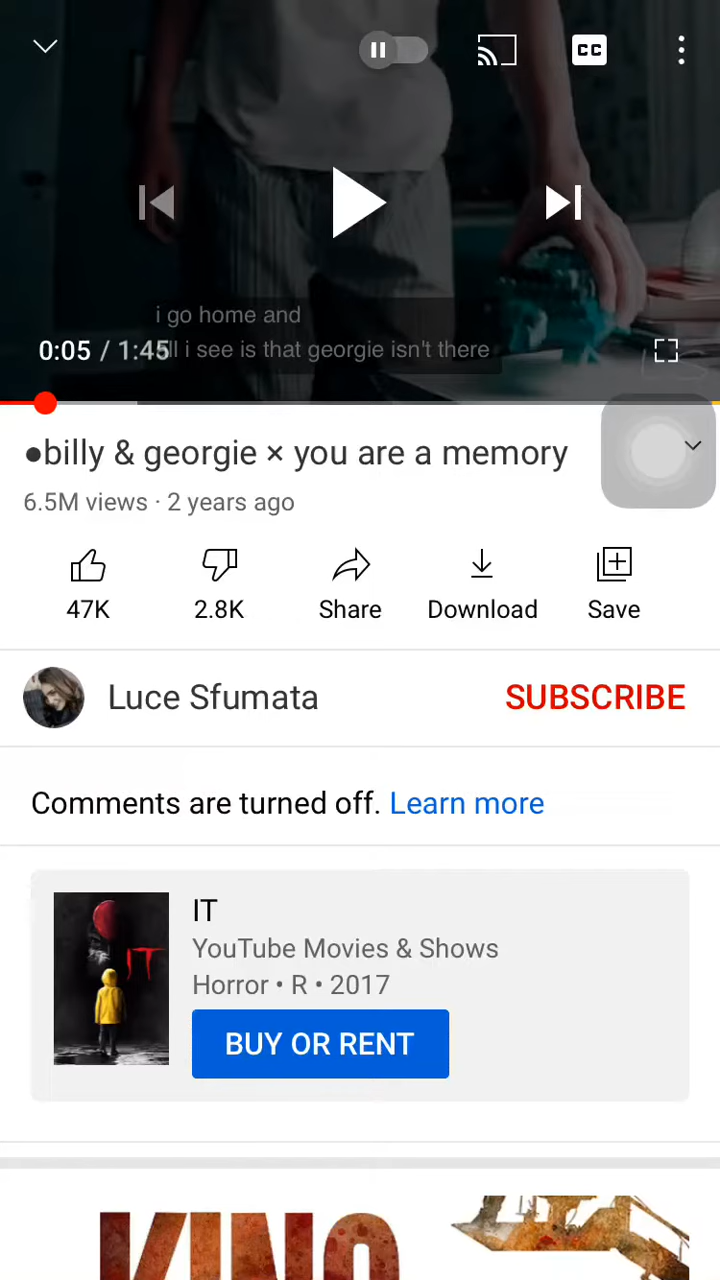 CC
i go home and
all i see is that georgie isn't there
0:05 / 1:45
●billy & georgie × you are a memory
6.5M views · 2 years ago
47K
2.8K
Share
Download
Save
Luce Sfumata
SUBSCRIBE
Comments are turned off. Learn more
IT
IT
YouTube Movies & Shows
Horror • R • 2017
BUY OR RENT